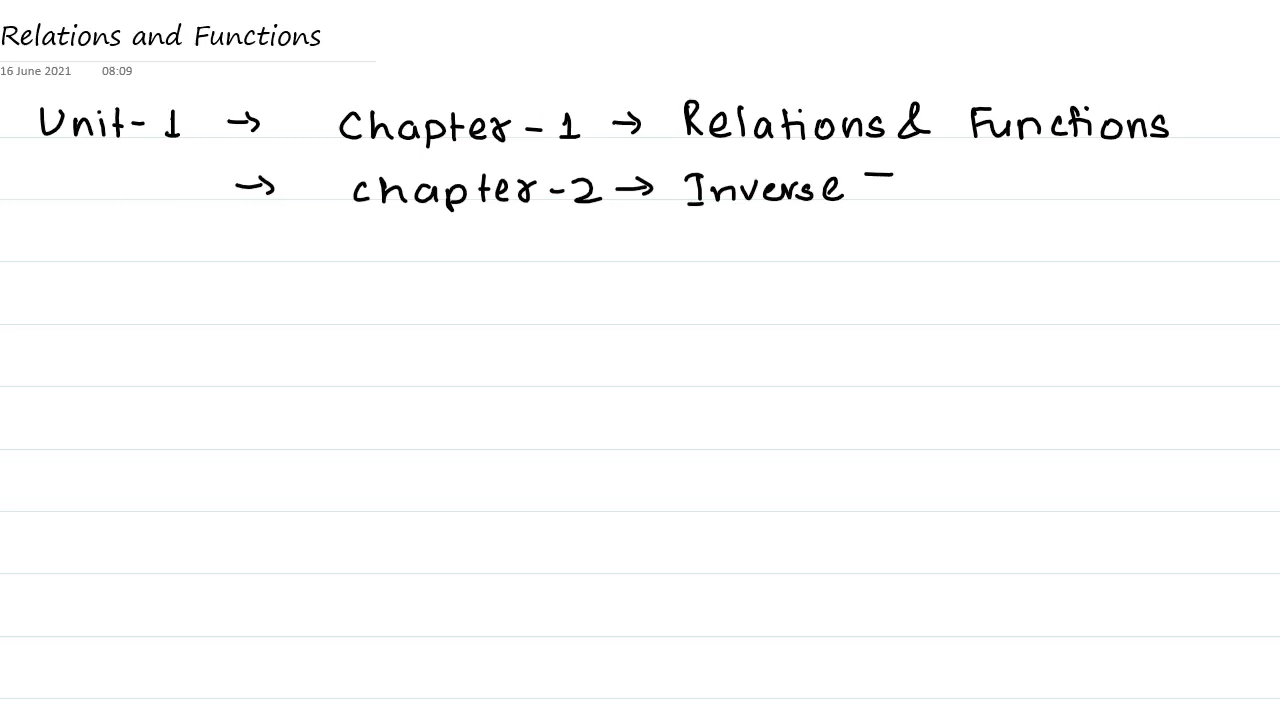 Relations and Functions
16 June 2021 08:09
Unit-1 → Chapter-1 → Relations & Functions
→ chapter-2 → Inverse